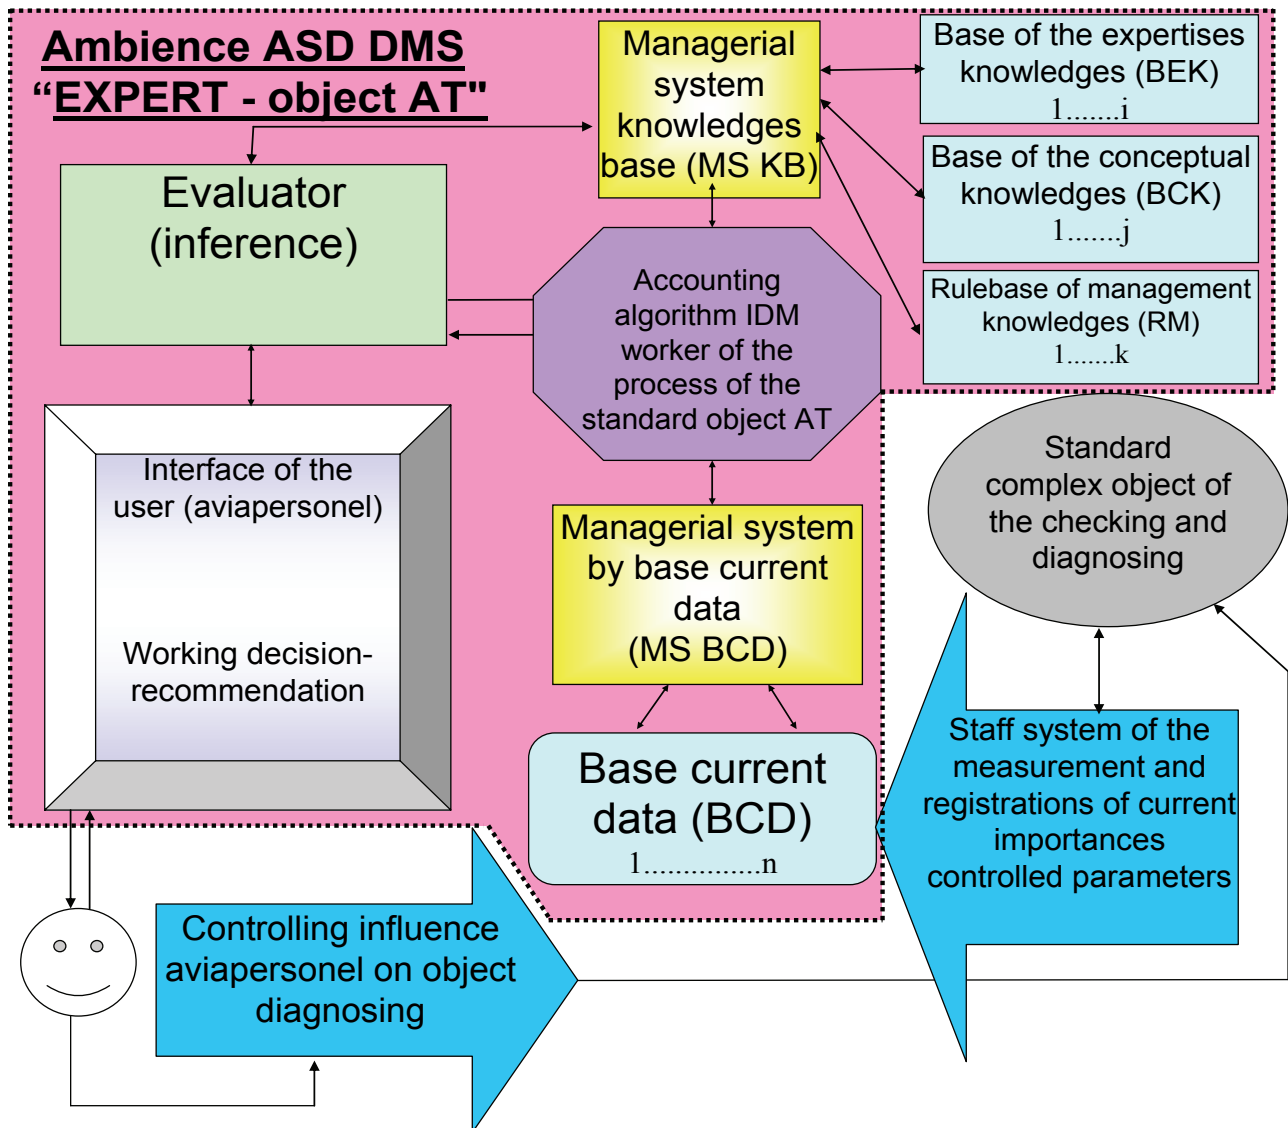 Ambience ASD DMS
“EXPERT - object AT"
Managerial
system
knowledges
base (MS KB)
Base of the expertises
knowledges (BEK)
1.......i
Base of the conceptual
knowledges (BCK)
1.......j
Rulebase of management
knowledges (RM)
1.......k
Evaluator
(inference)
Accounting
algorithm IDM
worker of the
process of the
standard object AT
Interface of the
user (aviapersonel)
Working decision-
recommendation
Managerial system
by base current
data
(MS BCD)
Standard
complex object of
the checking and
diagnosing
Base current
data (BCD)
1...............n
Staff system of the
measurement and
registrations of current
importances
controlled parameters
Controlling influence
aviapersonel on object
diagnosing